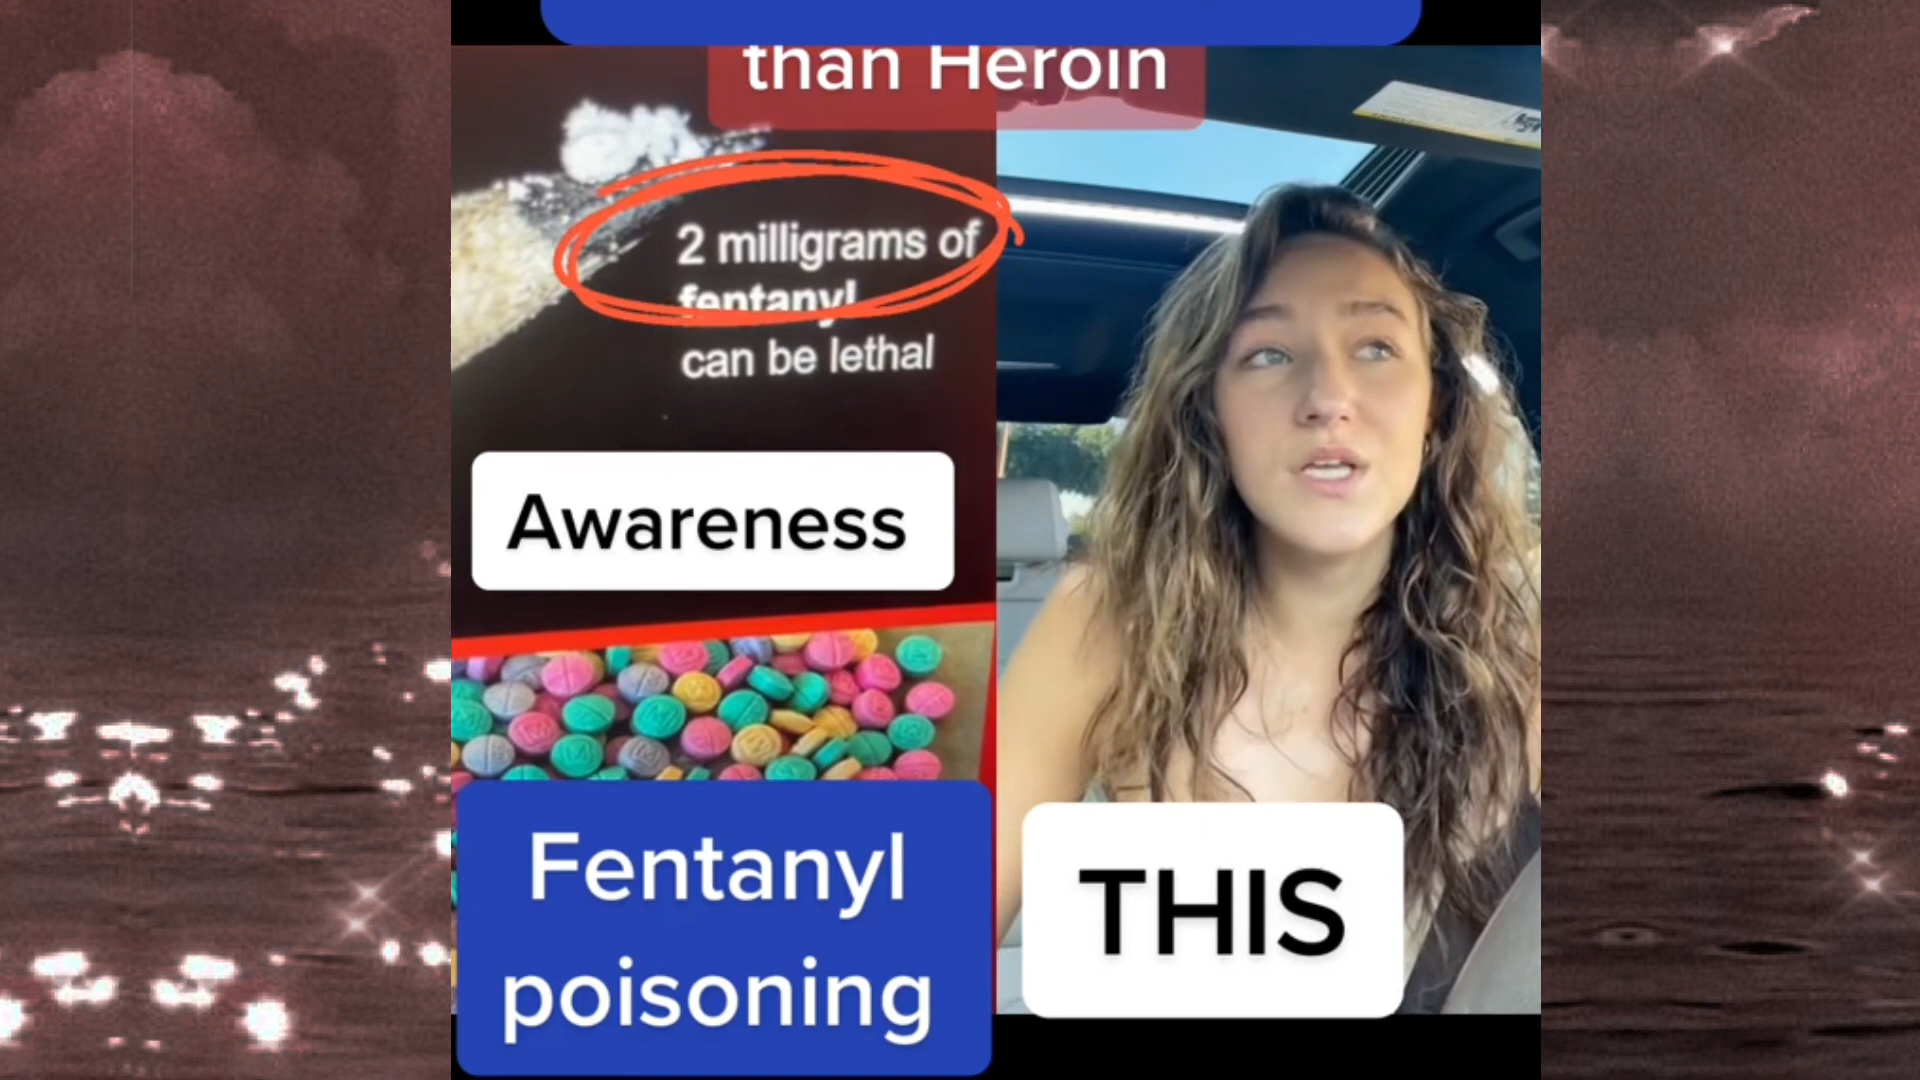 than Heroin
2 milligrams of
fentanyl
can be lethal
Awareness
Fentanyl
poisoning
THIS